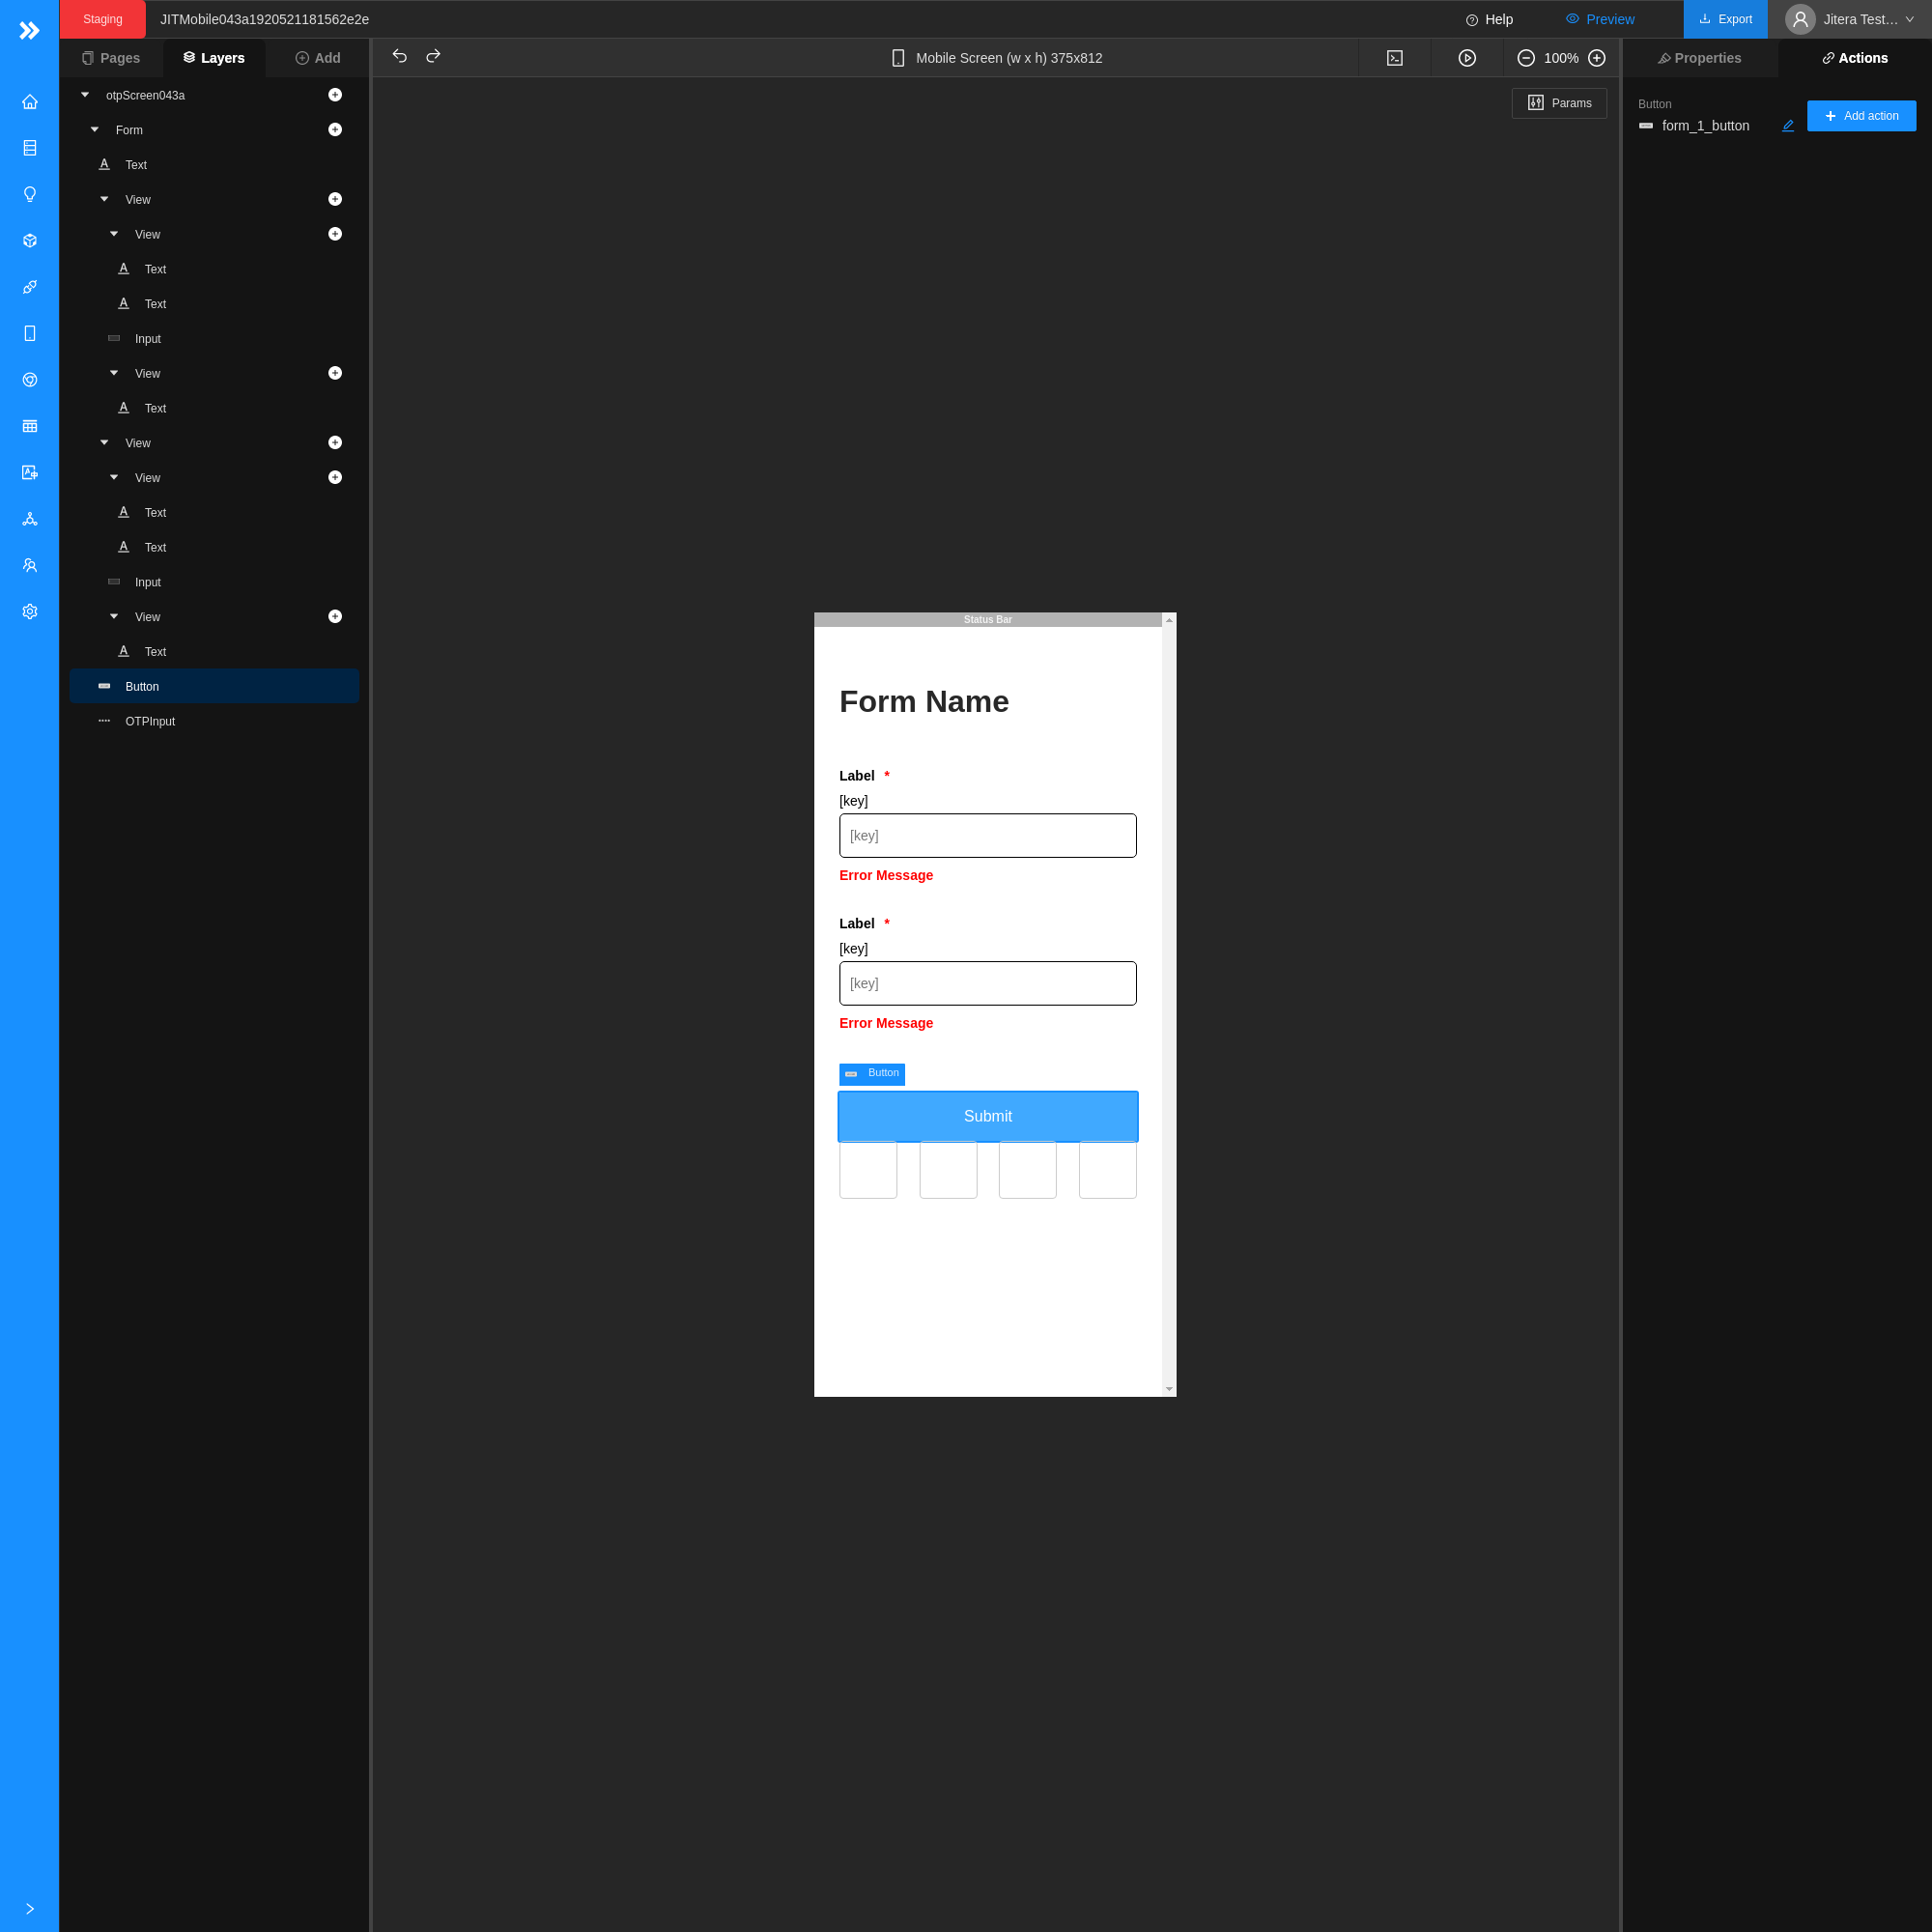 Staging
JITMobile043a1920521181562e2e
Help
Preview
Export
Jitera Test…
Pages
Layers
Add
Mobile Screen (w x h) 375x812
100%
Properties
Actions
Params
otpScreen043a
Form
Text
View
View
Text
Text
Input
View
Text
View
View
Text
Text
Input
View
Text
Button
OTPInput
Status Bar
Form Name
Label *
[key]
[key]
Error Message
Label *
[key]
[key]
Error Message
Button
Submit
Button
form_1_button
Add action